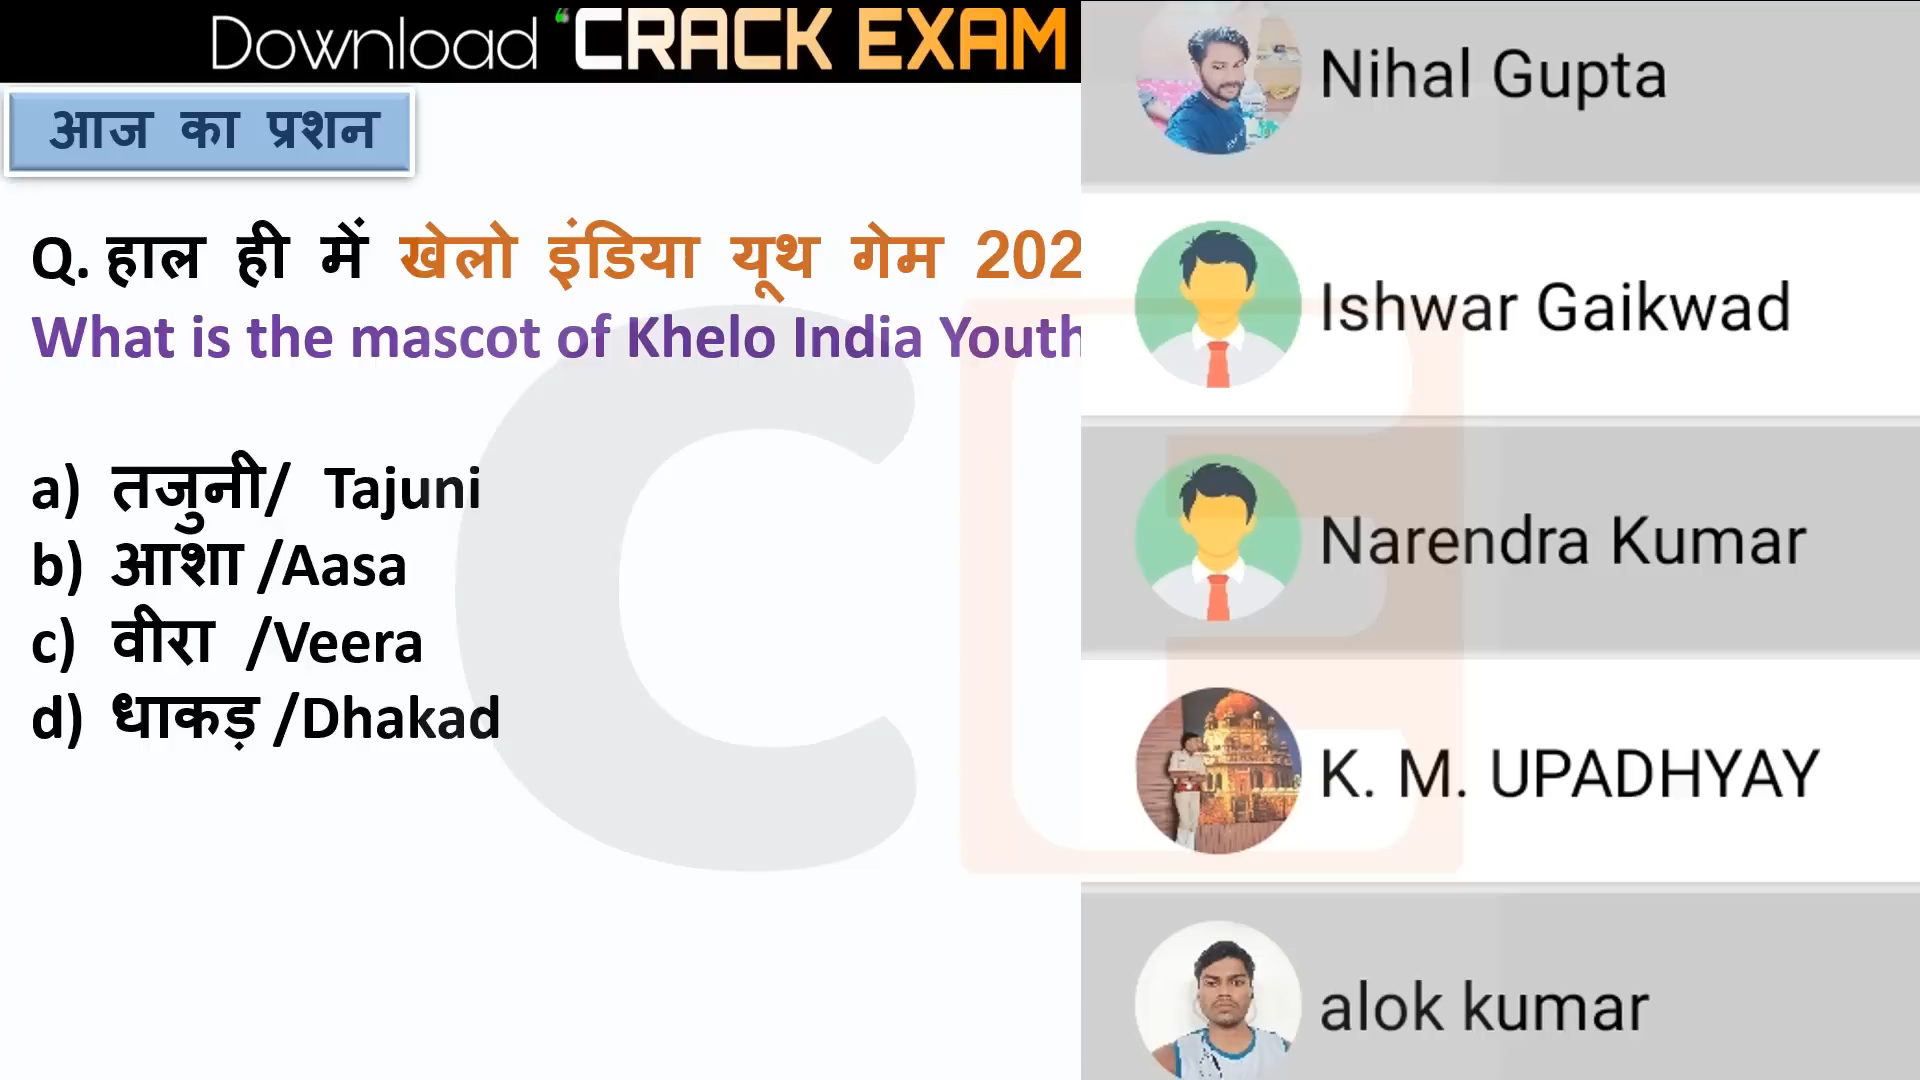 Download “CRACK EXAM
आज का प्रशन
Q. हाल ही में खेलो इंडिया यूथ गेम 202
What is the mascot of Khelo India Youth
a) तजुनी/ Tajuni
b) आशा /Aasa
c) वीरा /Veera
d) धाकड़ /Dhakad
Nihal Gupta
Ishwar Gaikwad
Narendra Kumar
K. M. UPADHYAY
alok kumar
CE